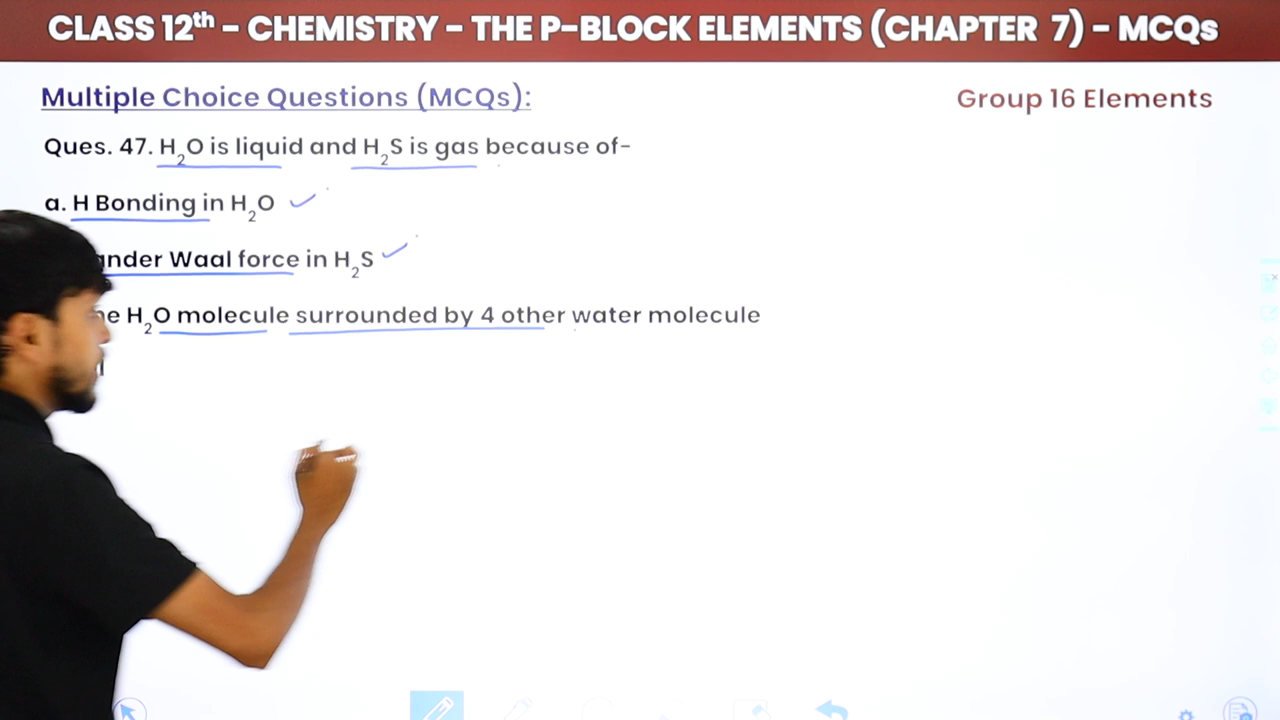 CLASS 12th - CHEMISTRY - THE P-BLOCK ELEMENTS (CHAPTER 7) - MCQs
Multiple Choice Questions (MCQs):
Group 16 Elements
Ques. 47. H₂O is liquid and H₂S is gas because of-
a. H Bonding in H₂O
Waal force in H₂S
H₂O molecule surrounded by 4 other water molecule